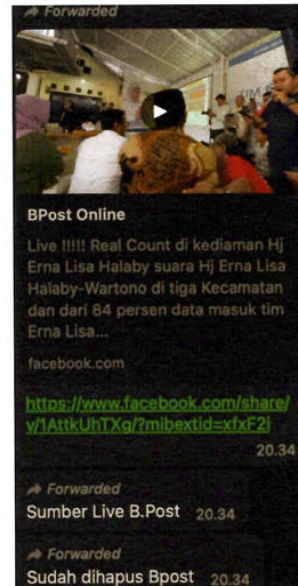 Forwarded
BPost Online
Live !!!!! Real Count di kediaman Hj
Erna Lisa Halaby suara Hj Erna Lisa
Halaby-Wartono di tiga Kecamatan
dan dari 84 persen data masuk tim
Erna Lisa...
facebook.com
https://www.facebook.com/share/
v/1AttkUhTXg/?mibextid=xfxF2i
20.34
Forwarded
Sumber Live B.Post 20.34
Forwarded
Sudah dihapus Bpost 20.34